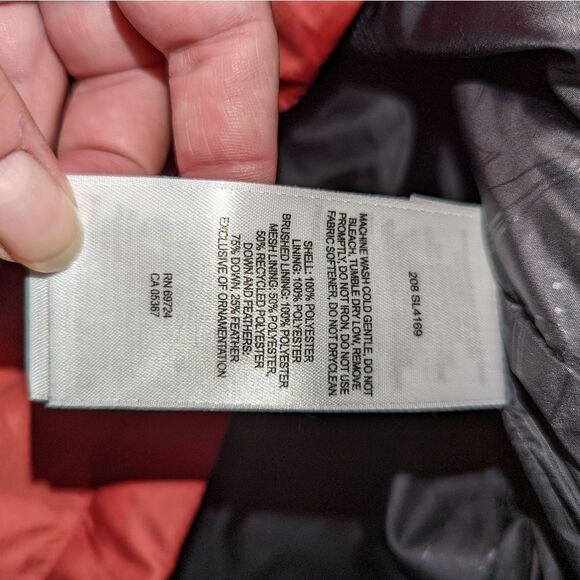 208 SL4169
MACHINE WASH COLD GENTLE, DO NOT
BLEACH, TUMBLE DRY LOW, REMOVE
PROMPTLY, DO NOT IRON, DO NOT USE
FABRIC SOFTENER, DO NOT DRYCLEAN
SHELL: 100% POLYESTER
LINING: 100% POLYESTER
BRUSHED LINING: 100% POLYESTER
MESH LINING: 50% POLYESTER
50% RECYCLED POLYESTER
DOWN AND FEATHERS:
75% DOWN, 25% FEATHER
EXCLUSIVE OF ORNAMENTATION
RN 69724
CA 05367